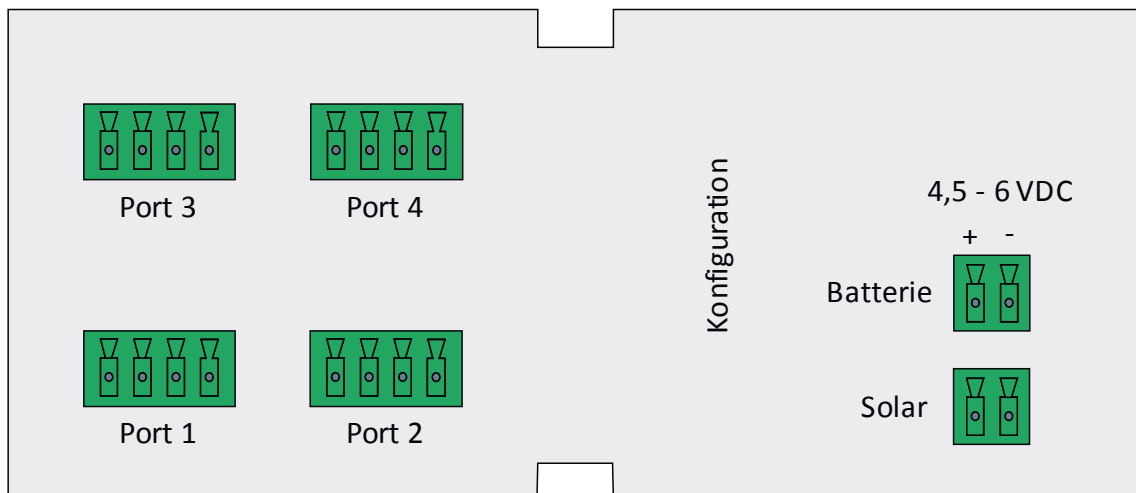 Port 3
Port 4
Port 1
Port 2
Konfiguration
4,5 - 6 VDC
+ -
Batterie
Solar